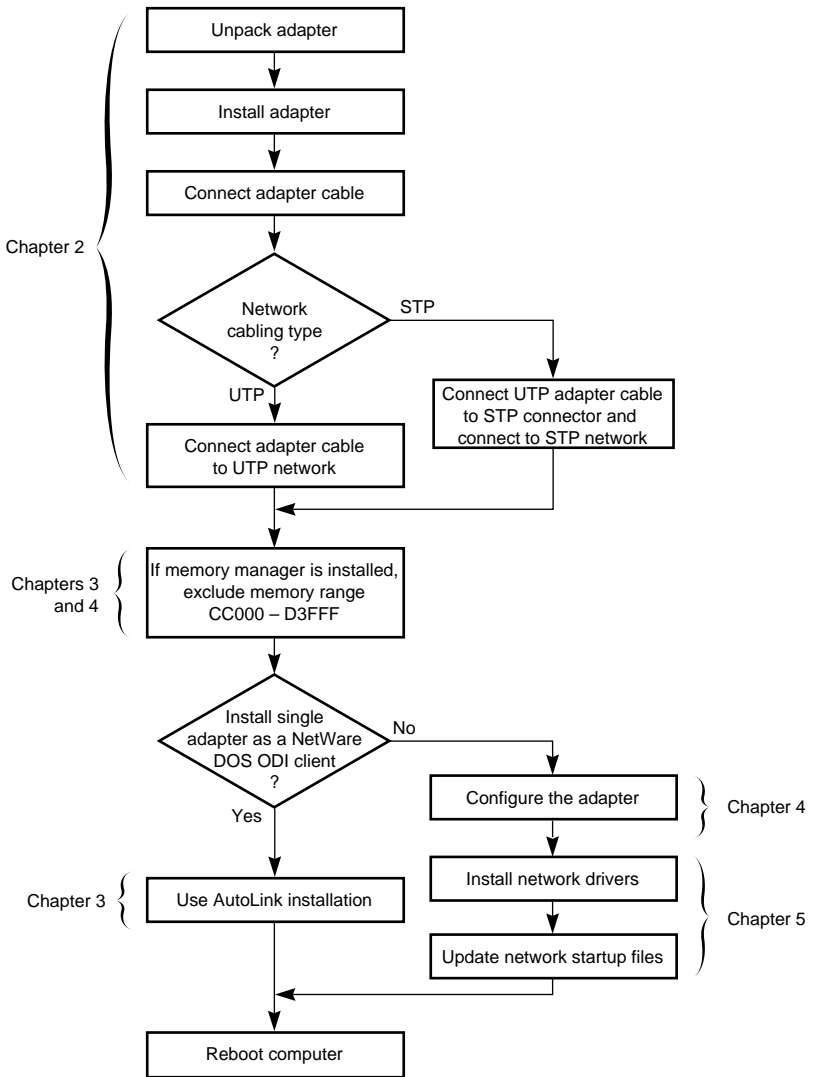 Unpack adapter
Install adapter
Connect adapter cable
Chapter 2
Network
cabling type
?
STP
UTP
Connect UTP adapter cable
to STP connector and
connect to STP network
Connect adapter cable
to UTP network
Chapters 3
and 4
If memory manager is installed,
exclude memory range
CC000 – D3FFF
Install single
adapter as a NetWare
DOS ODI client
?
No
Yes
Configure the adapter
Chapter 4
Chapter 3
Use AutoLink installation
Install network drivers
Chapter 5
Update network startup files
Reboot computer